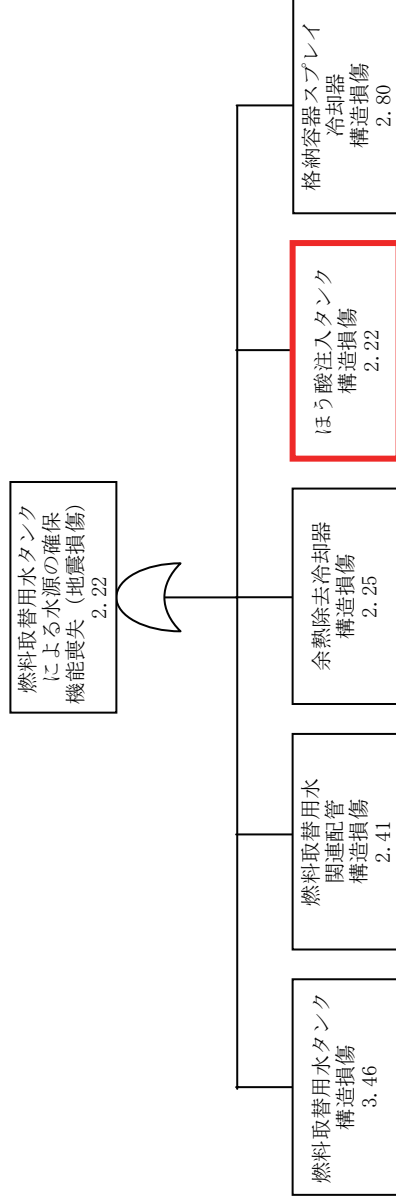 燃料取替用水タンク
による水源の確保
機能喪失（地震損傷）
2.22
燃料取替用水タンク
構造損傷
3.46
燃料取替用水
関連配管
構造損傷
2.41
余熱除去冷却器
構造損傷
2.25
ほう酸注入タンク
構造損傷
2.22
格納容器スプレイ
冷却器
構造損傷
2.80